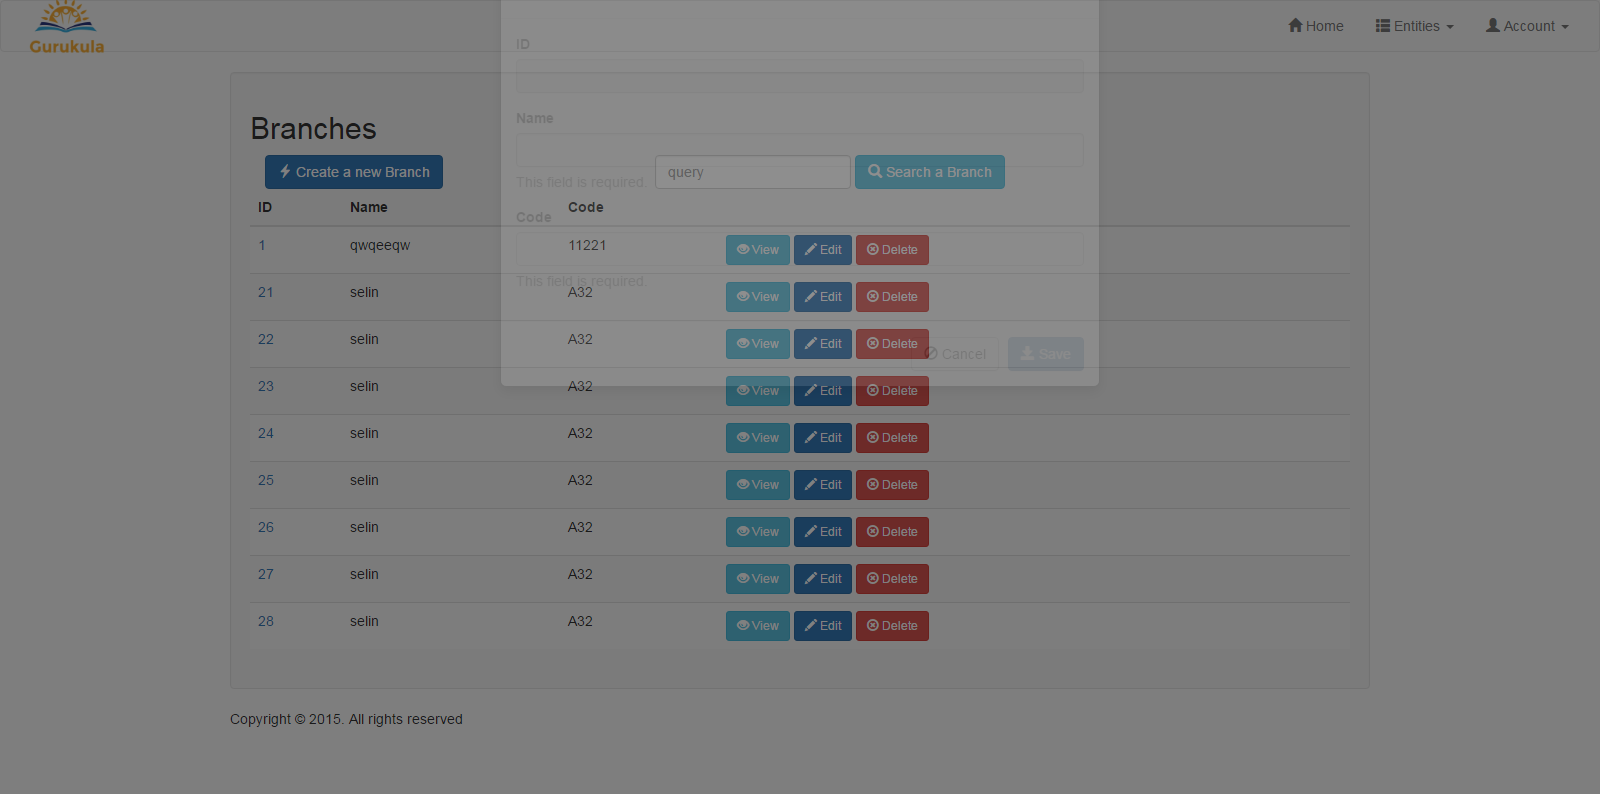 Gurukula
Home Entities Account
ID
Branches
Name
Create a new Branch
query
Search a Branch
This field is required.
ID Name Code
Code
1 qwqeeqw 11221 View Edit Delete
This field is required.
21 selin A32 View Edit Delete
22 selin A32 View Edit Delete
Cancel Save
23 selin A32 View Edit Delete
24 selin A32 View Edit Delete
25 selin A32 View Edit Delete
26 selin A32 View Edit Delete
27 selin A32 View Edit Delete
28 selin A32 View Edit Delete
Copyright © 2015. All rights reserved